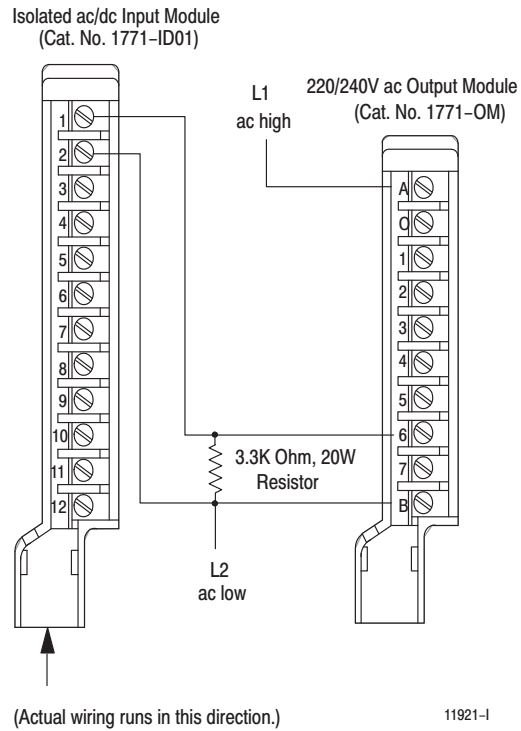 Isolated ac/dc Input Module
(Cat. No. 1771–ID01)
L1
ac high
220/240V ac Output Module
(Cat. No. 1771–OM)
1
2
3
4
5
6
7
8
9
10
11
12
A
O
1
2
3
4
5
6
7
B
3.3K Ohm, 20W
Resistor
L2
ac low
(Actual wiring runs in this direction.)
11921–I